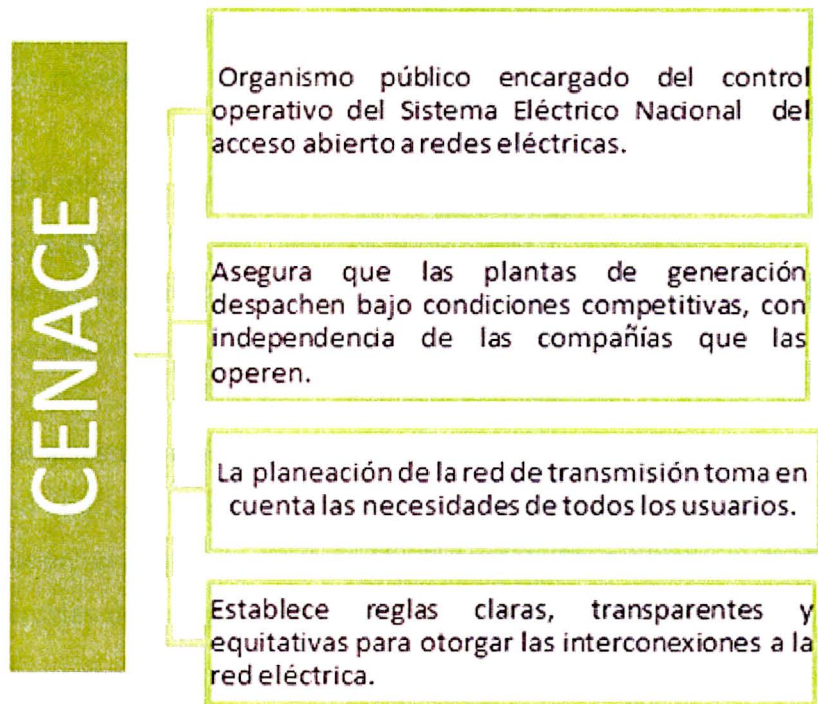 CENACE
Organismo público encargado del control
operativo del Sistema Eléctrico Nacional del
acceso abierto a redes eléctricas.
Asegura que las plantas de generación
despachen bajo condiciones competitivas, con
independencia de las compañías que las
operen.
La planeación de la red de transmisión toma en
cuenta las necesidades de todos los usuarios.
Establece reglas claras, transparentes y
equitativas para otorgar las interconexiones a la
red eléctrica.